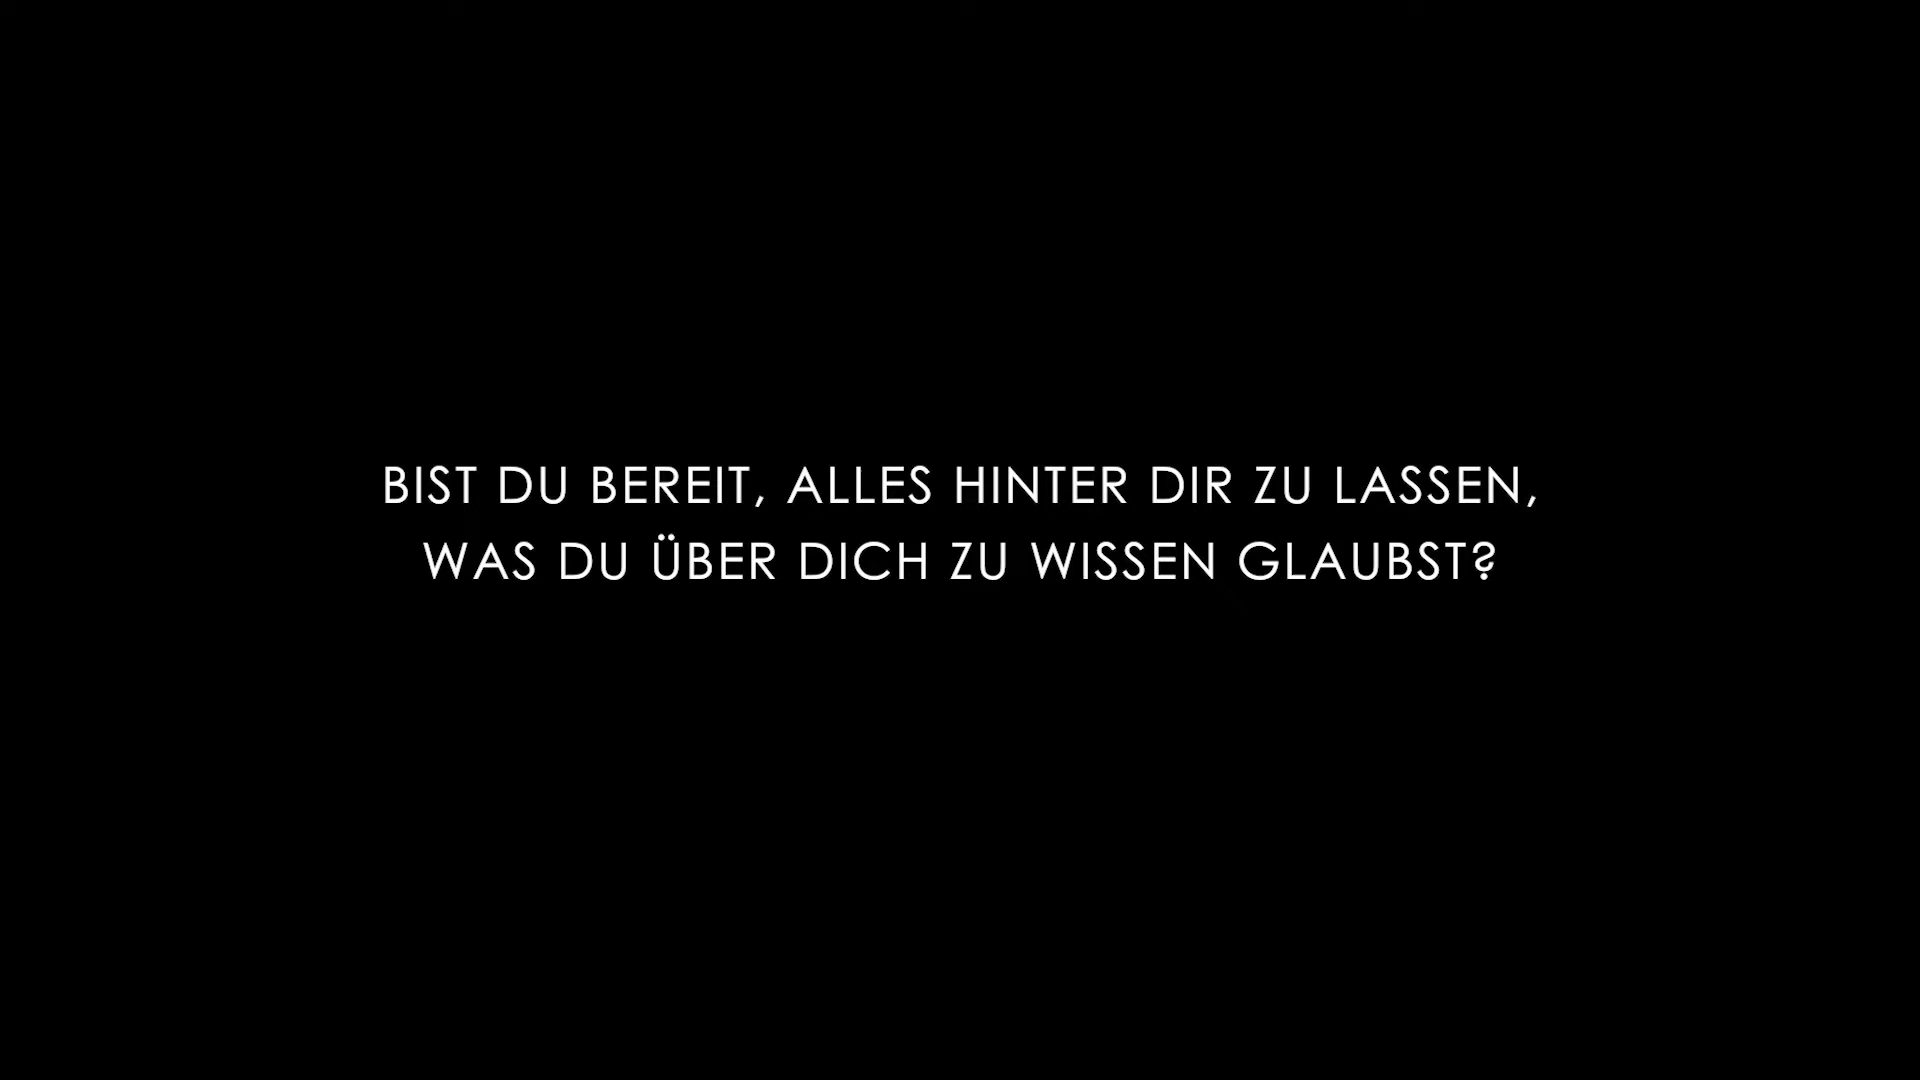 BIST DU BEREIT, ALLES HINTER DIR ZU LASSEN,
WAS DU ÜBER DICH ZU WISSEN GLAUBST?